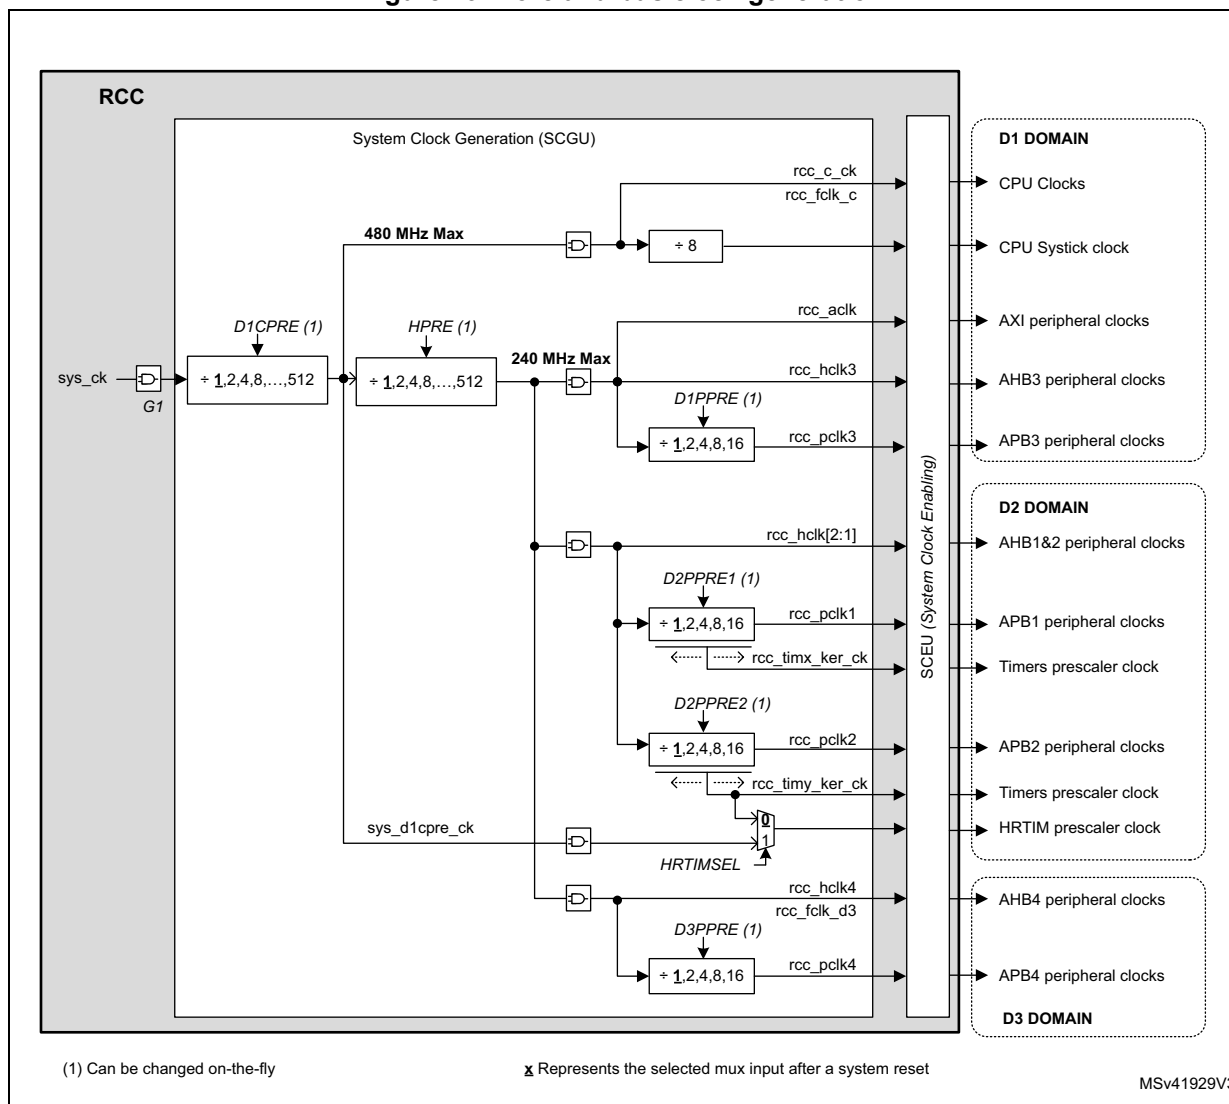 RCC
System Clock Generation (SCGU)
D1 DOMAIN
rcc_c_ck
CPU Clocks
rcc_fclk_c
480 MHz Max
÷ 8
CPU Systick clock
rcc_aclk
AXI peripheral clocks
D1CPRE (1)
HPRE (1)
240 MHz Max
sys_ck
÷ 1,2,4,8,…,512
÷ 1,2,4,8,…,512
rcc_hclk3
AHB3 peripheral clocks
G1
D1PPRE (1)
÷ 1,2,4,8,16
rcc_pclk3
APB3 peripheral clocks
SCEU (System Clock Enabling)
D2 DOMAIN
rcc_hclk[2:1]
AHB1&2 peripheral clocks
D2PPRE1 (1)
÷ 1,2,4,8,16
rcc_pclk1
APB1 peripheral clocks
rcc_timx_ker_ck
Timers prescaler clock
D2PPRE2 (1)
÷ 1,2,4,8,16
rcc_pclk2
APB2 peripheral clocks
rcc_timy_ker_ck
Timers prescaler clock
sys_d1cpre_ck
0
1
HRTIM prescaler clock
HRTIMSEL
rcc_hclk4
AHB4 peripheral clocks
rcc_fclk_d3
D3PPRE (1)
÷ 1,2,4,8,16
rcc_pclk4
APB4 peripheral clocks
D3 DOMAIN
(1) Can be changed on-the-fly
x Represents the selected mux input after a system reset